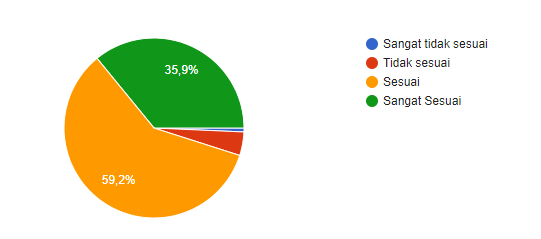 35,9%
59,2%
Sangat tidak sesuai
Tidak sesuai
Sesuai
Sangat Sesuai